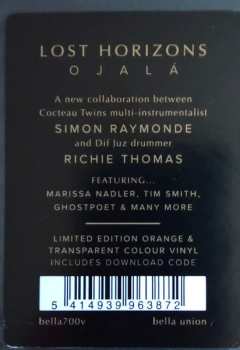 LOST HORIZONS
OJALÁ
A new collaboration between
Cocteau Twins multi-instrumentalist
SIMON RAYMONDE
and Dif Juz drummer
RICHIE THOMAS
FEATURING...
MARISSA NADLER, TIM SMITH,
GHOSTPOET & MANY MORE
LIMITED EDITION ORANGE &
TRANSPARENT COLOUR VINYL
INCLUDES DOWNLOAD CODE
5 414939 963872
bella700v bella union